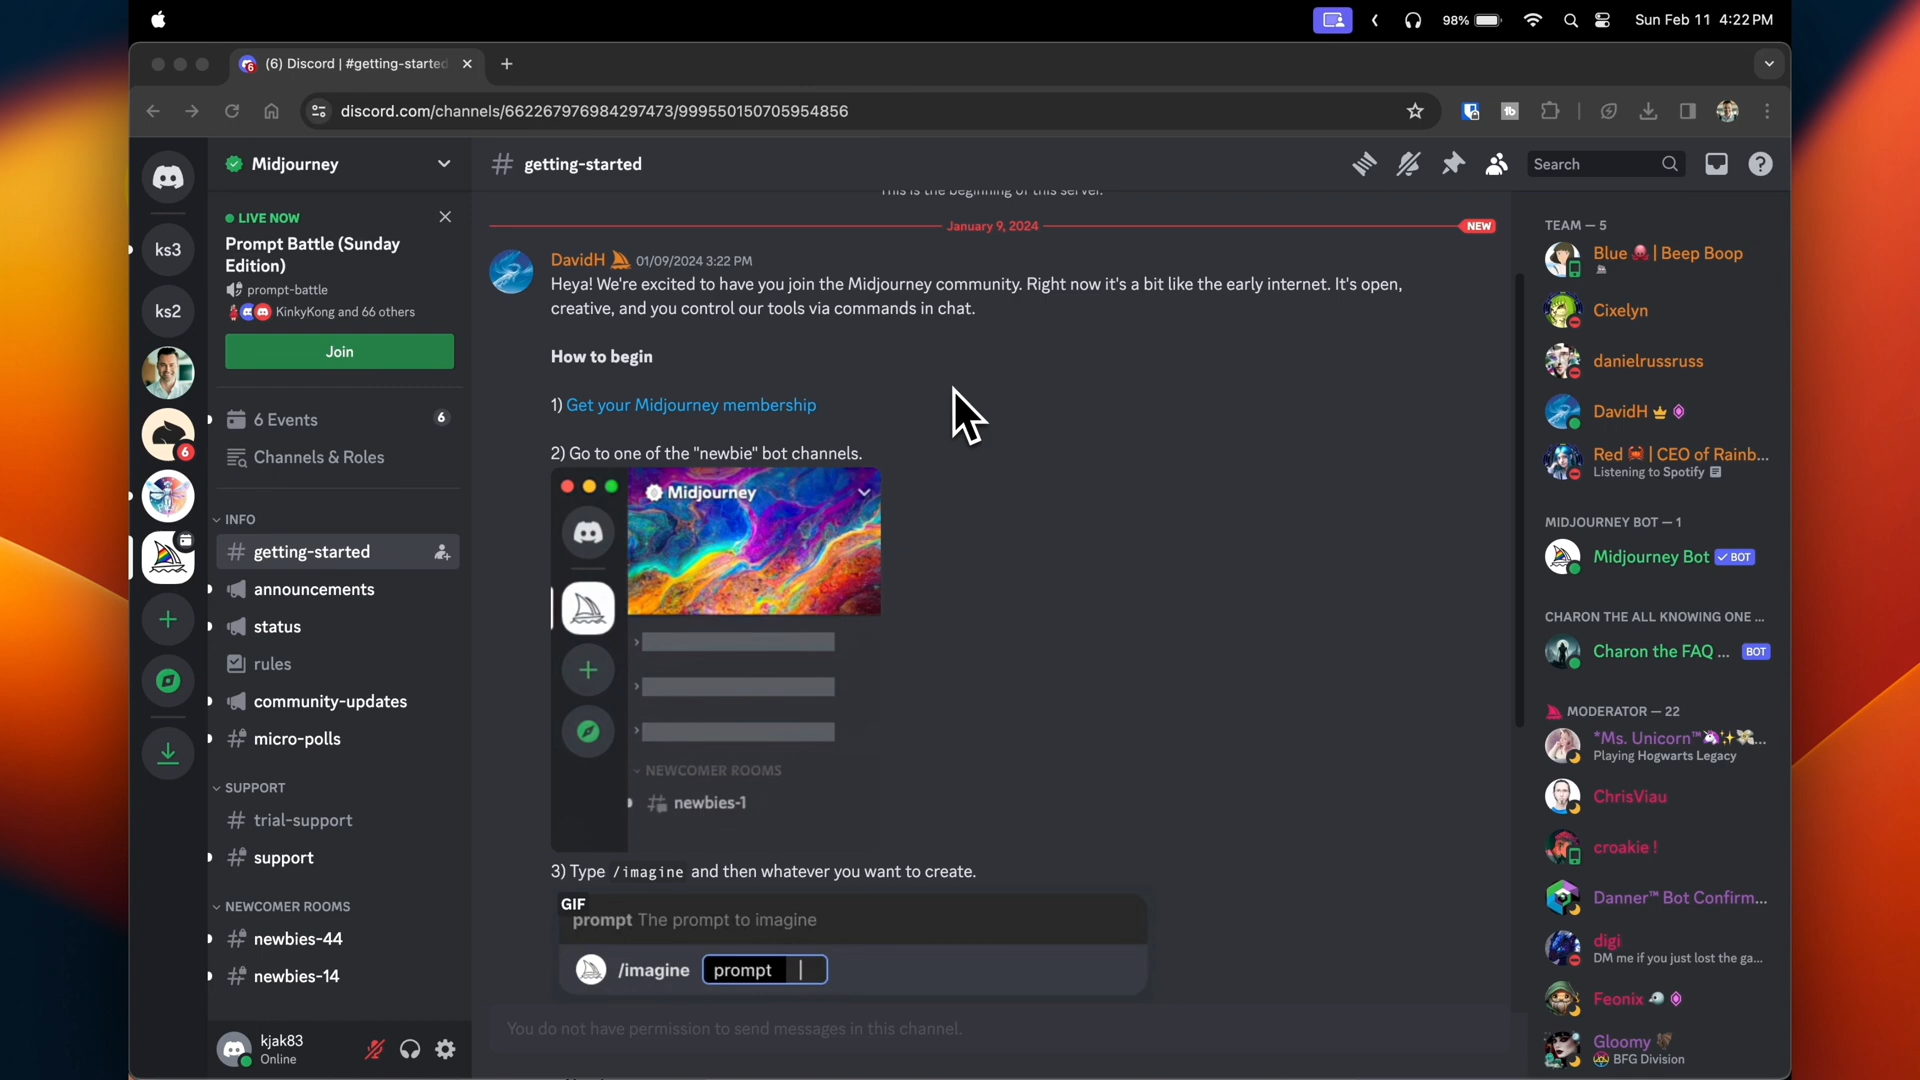 98%
Sun Feb 11 4:22 PM
(6) Discord | #getting-started
discord.com/channels/662267976984297473/999550150705954856
Midjourney
LIVE NOW
Prompt Battle (Sunday
Edition)
prompt-battle
KinkyKong and 66 others
Join
6 Events
6
Channels & Roles
INFO
getting-started
announcements
status
rules
community-updates
micro-polls
SUPPORT
trial-support
support
NEWCOMER ROOMS
newbies-44
newbies-14
kjak83
Online
ks3
ks2
6
# getting-started
Search
This is the beginning of this server.
January 9, 2024
NEW
DavidH 01/09/2024 3:22 PM
Heya! We're excited to have you join the Midjourney community. Right now it's a bit like the early internet. It's open,
creative, and you control our tools via commands in chat.
How to begin
1) Get your Midjourney membership
2) Go to one of the "newbie" bot channels.
Midjourney
NEWCOMER ROOMS
newbies-1
3) Type /imagine and then whatever you want to create.
GIF
prompt The prompt to imagine
/imagine prompt
You do not have permission to send messages in this channel.
TEAM — 5
Blue | Beep Boop
Cixelyn
danielrussruss
DavidH
Red | CEO of Rainb...
Listening to Spotify
MIDJOURNEY BOT — 1
Midjourney Bot BOT
CHARON THE ALL KNOWING ONE ...
Charon the FAQ ... BOT
MODERATOR — 22
*Ms. Unicorn™...
Playing Hogwarts Legacy
ChrisViau
croakie !
Danner™ Bot Confirm...
digi
DM me if you just lost the ga...
Feonix
Gloomy
BFG Division